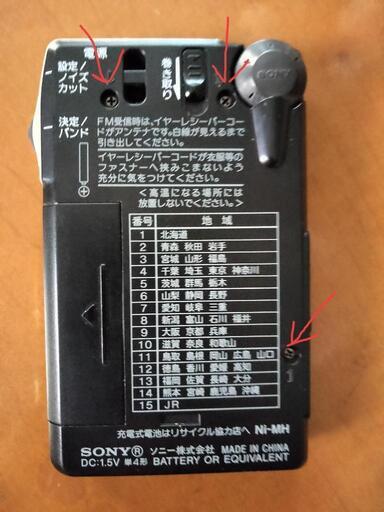 電源
設定/
ノイズ
カット
巻き取り
SONY
決定/
バンド
FM受信時は、イヤーレシーバーコー
ドがアンテナです。白線が見えるまで
引き出してください。
イヤーレシーバーコードが衣服等の
ファスナーへ挟みこまないよう
充分に気をつけてください。
<高温になる場所には
放置しないでください。>
番号 地域
1 北海道
2 青森 秋田 岩手
3 宮城 山形 福島
4 千葉 埼玉 東京 神奈川
5 茨城 群馬 栃木
6 山梨 静岡 長野
7 愛知 岐阜 三重
8 新潟 富山 石川 福井
9 大阪 京都 兵庫
10 滋賀 奈良 和歌山
11 鳥取 島根 岡山 広島 山口
12 徳島 香川 愛媛 高知
13 福岡 佐賀 長崎 大分
14 熊本 宮崎 鹿児島 沖縄
15 JR
充電式電池はリサイクル協力店へ Ni-MH
SONY® ソニー株式会社 MADE IN CHINA
DC:1.5V 単4形 BATTERY OR EQUIVALENT